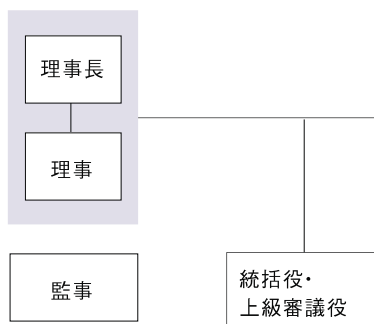 理事長
理事
監事
統括役・
上級審議役